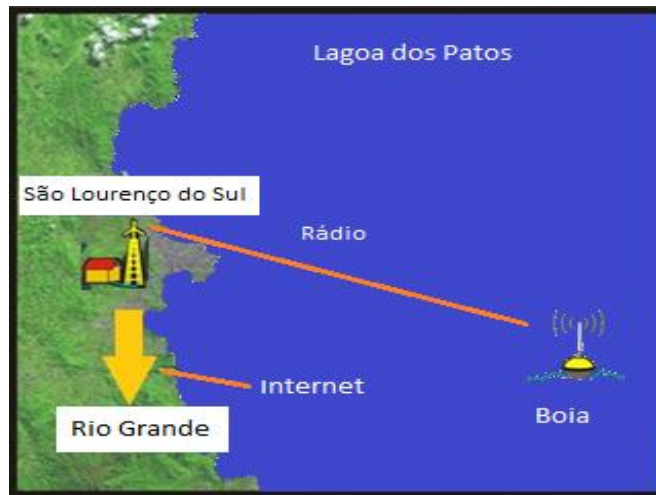 Lagoa dos Patos
São Lourenço do Sul
Rádio
Internet
Boia
Rio Grande